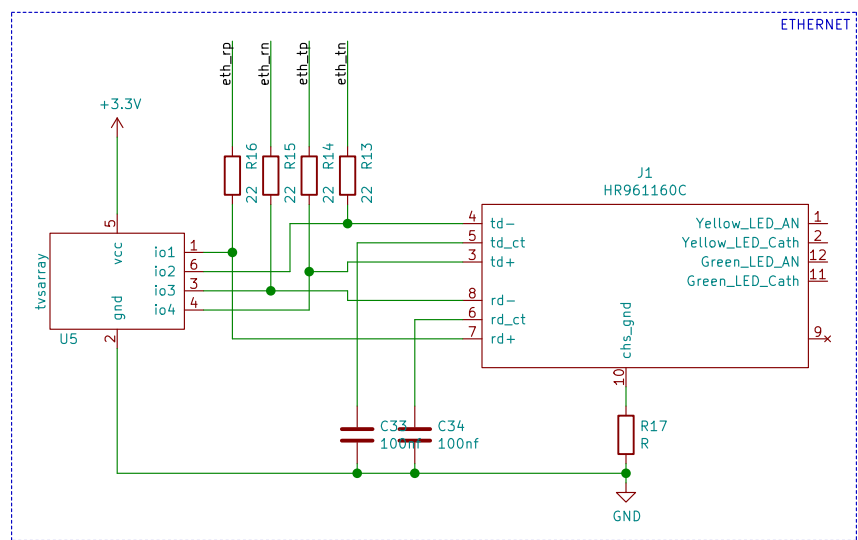 ETHERNET
eth_rp
eth_rn
eth_tp
eth_tn
+3.3V
R16
22
R15
22
R14
22
R13
22
J1
HR961160C
5
vcc
gnd
2
tvsarray
U5
io1 1
io2 6
io3 3
io4 4
4 td-
5 td_ct
3 td+
8 rd-
6 rd_ct
7 rd+
Yellow_LED_AN 1
Yellow_LED_Cath 2
Green_LED_AN 12
Green_LED_Cath 11
9
chs_gnd
10
C33
100nf
C34
100nf
R17
R
GND